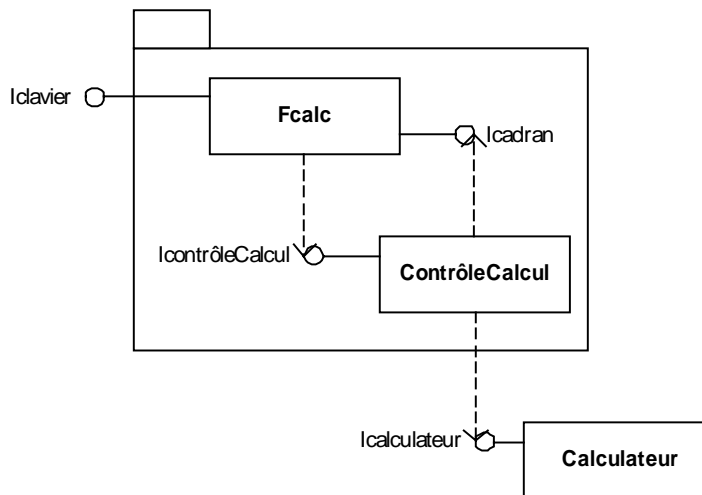 Iclavier
Fcalc
Icadran
IcontrôleCalcul
ContrôleCalcul
Icalculateur
Calculateur